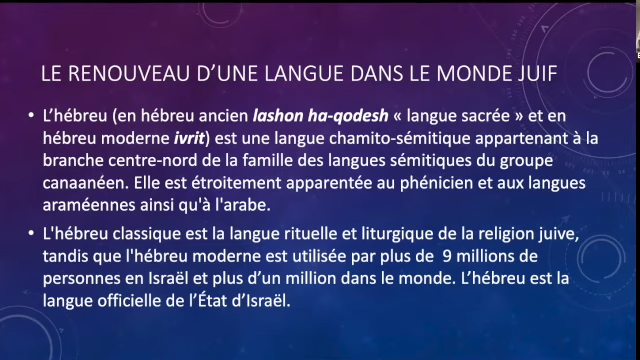 LE RENOUVEAU D'UNE LANGUE DANS LE MONDE JUIF
• L'hébreu (en hébreu ancien lashon ha-qodesh « langue sacrée » et en
hébreu moderne ivrit) est une langue chamito-sémitique appartenant à la
branche centre-nord de la famille des langues sémitiques du groupe
canaanéen. Elle est étroitement apparentée au phénicien et aux langues
araméennes ainsi qu'à l'arabe.
• L'hébreu classique est la langue rituelle et liturgique de la religion juive,
tandis que l'hébreu moderne est utilisée par plus de 9 millions de
personnes en Israël et plus d'un million dans le monde. L'hébreu est la
langue officielle de l'État d'Israël.